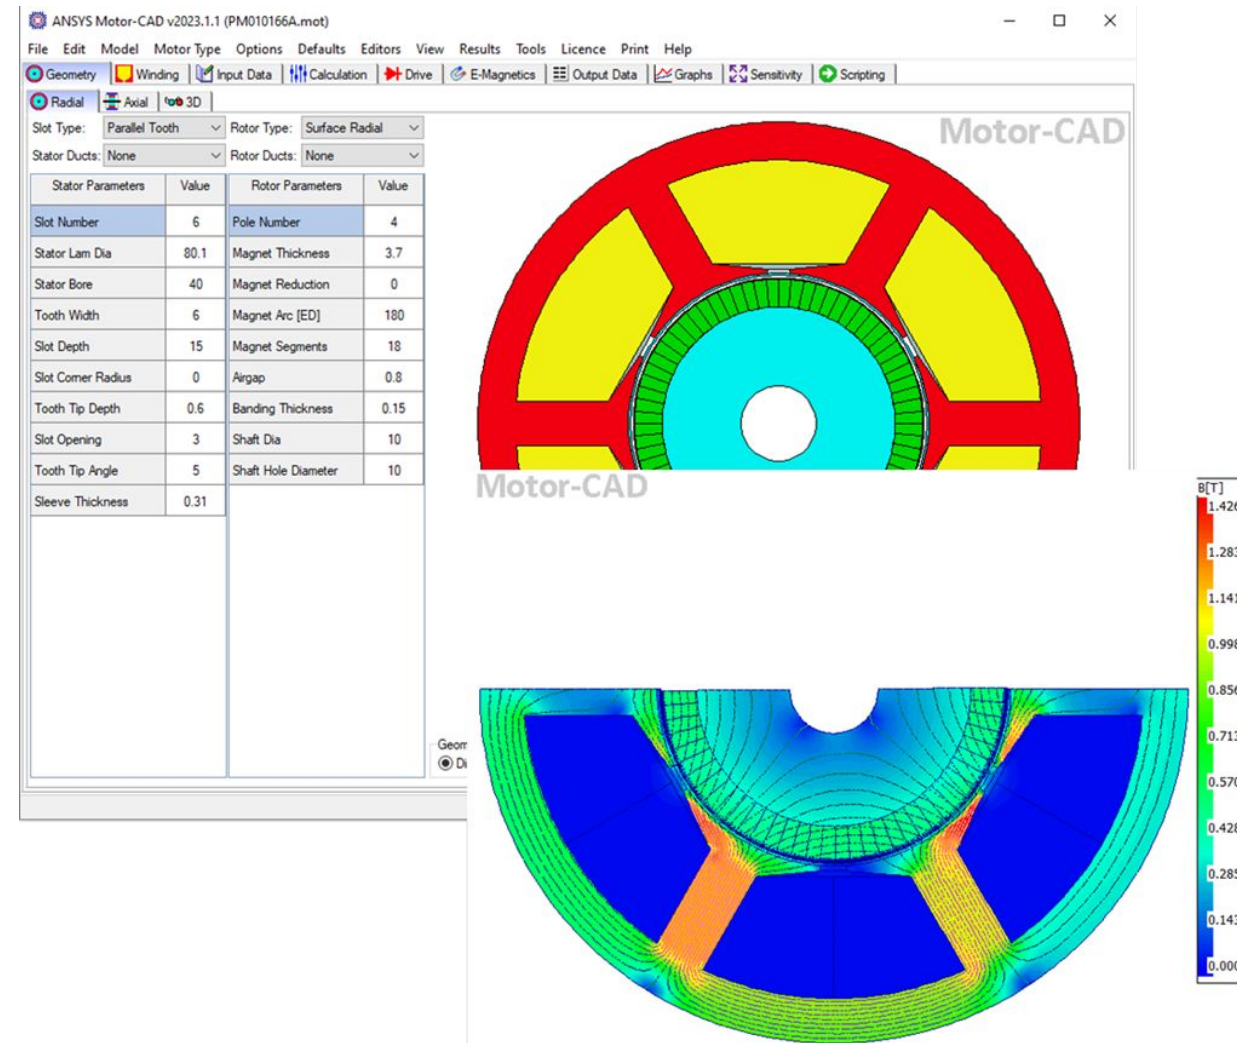 ANSYS Motor-CAD v2023.1.1 (PM010166A.mot)
File Edit Model Motor Type Options Defaults Editors View Results Tools Licence Print Help
Geometry Winding Input Data Calculation Drive E-Magnetics Output Data Graphs Sensitivity Scripting
Radial Axial 3D
Slot Type: Parallel Tooth Rotor Type: Surface Radial
Stator Ducts: None Rotor Ducts: None
Motor-CAD
Stator Parameters Value Rotor Parameters Value
Slot Number 6 Pole Number 4
Stator Lam Dia 80.1 Magnet Thickness 3.7
Stator Bore 40 Magnet Reduction 0
Tooth Width 6 Magnet Arc [ED] 180
Slot Depth 15 Magnet Segments 18
Slot Corner Radius 0 Airgap 0.8
Tooth Tip Depth 0.6 Banding Thickness 0.15
Slot Opening 3 Shaft Dia 10
Tooth Tip Angle 5 Shaft Hole Diameter 10
Sleeve Thickness 0.31
Motor-CAD
B[T]
1.426
1.283
1.141
0.998
0.856
0.713
0.570
0.428
0.285
0.143
0.000
Geom
Di